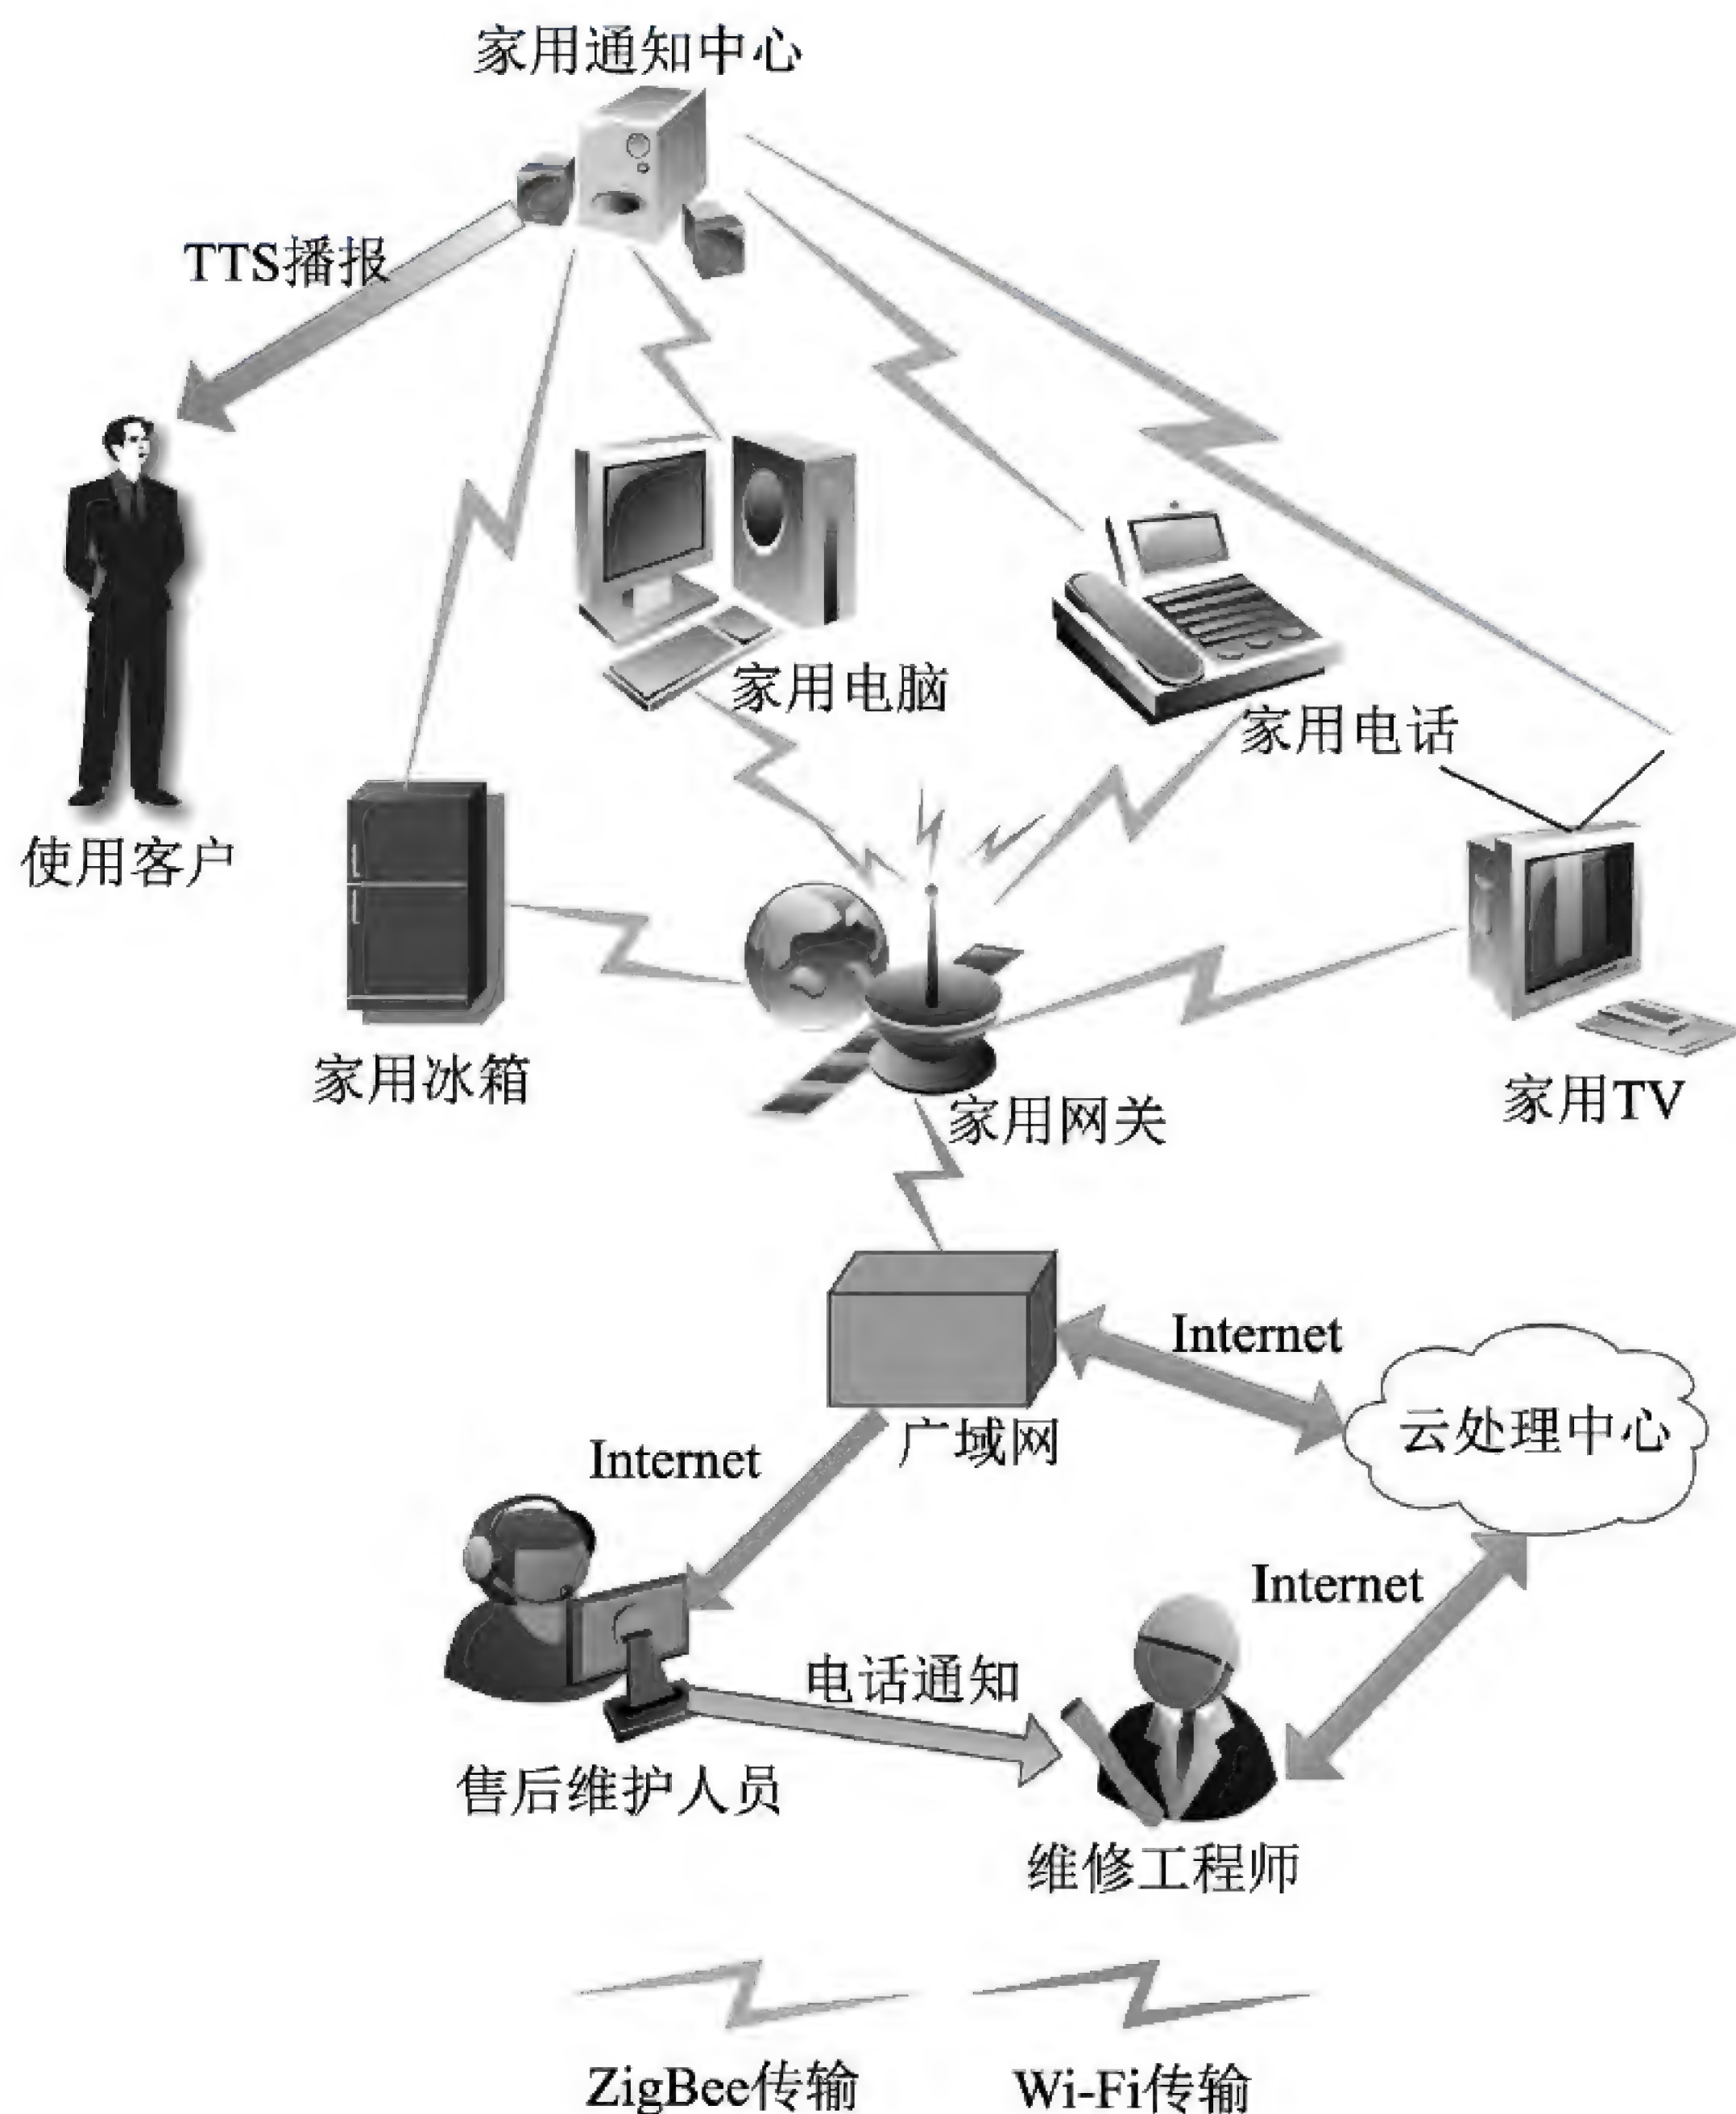 家用通知中心
TTS播报
家用电脑
家用电话
使用客户
家用冰箱
家用网关
家用TV
Internet
云处理中心
广域网
Internet
Internet
电话通知
售后维护人员
维修工程师
ZigBee传输
Wi-Fi传输